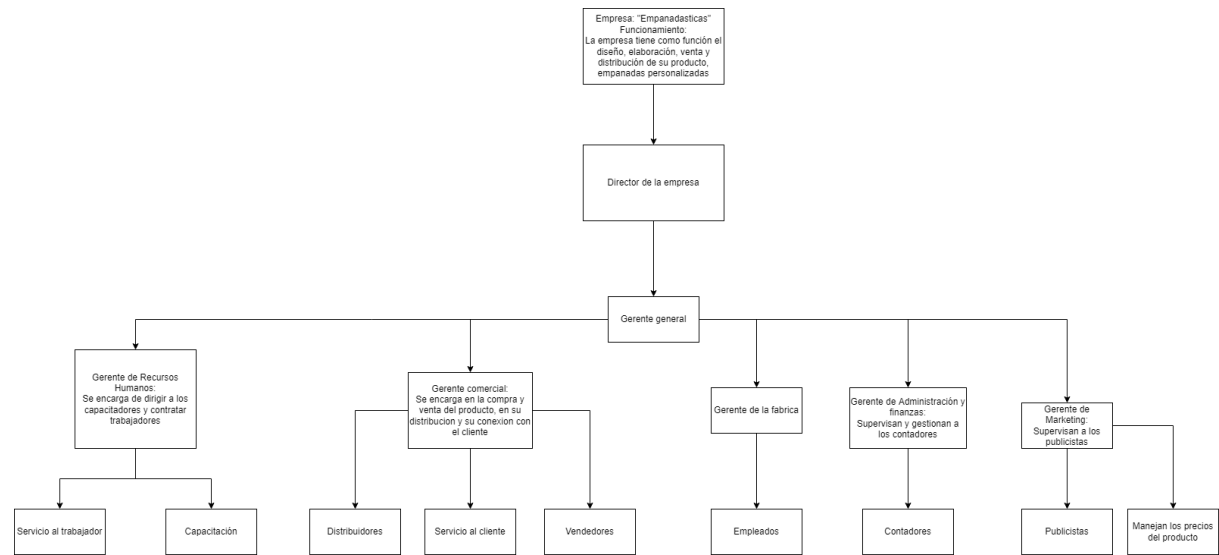 Empresa: "Empanadasticas"
Funcionamiento:
La empresa tiene como función el
diseño, elaboración, venta y
distribución de su producto,
empanadas personalizadas
Director de la empresa
Gerente general
Gerente de Recursos
Humanos:
Se encarga de dirigir a los
capacitadores y contratar
trabajadores
Gerente comercial:
Se encarga en la compra y
venta del producto, en su
distribucion y su conexion con
el cliente
Gerente de la fabrica
Gerente de Administración y
finanzas:
Supervisan y gestionan a
los contadores
Gerente de
Marketing:
Supervisan a los
publicistas
Servicio al trabajador
Capacitación
Distribuidores
Servicio al cliente
Vendedores
Empleados
Contadores
Publicistas
Manejan los precios
del producto